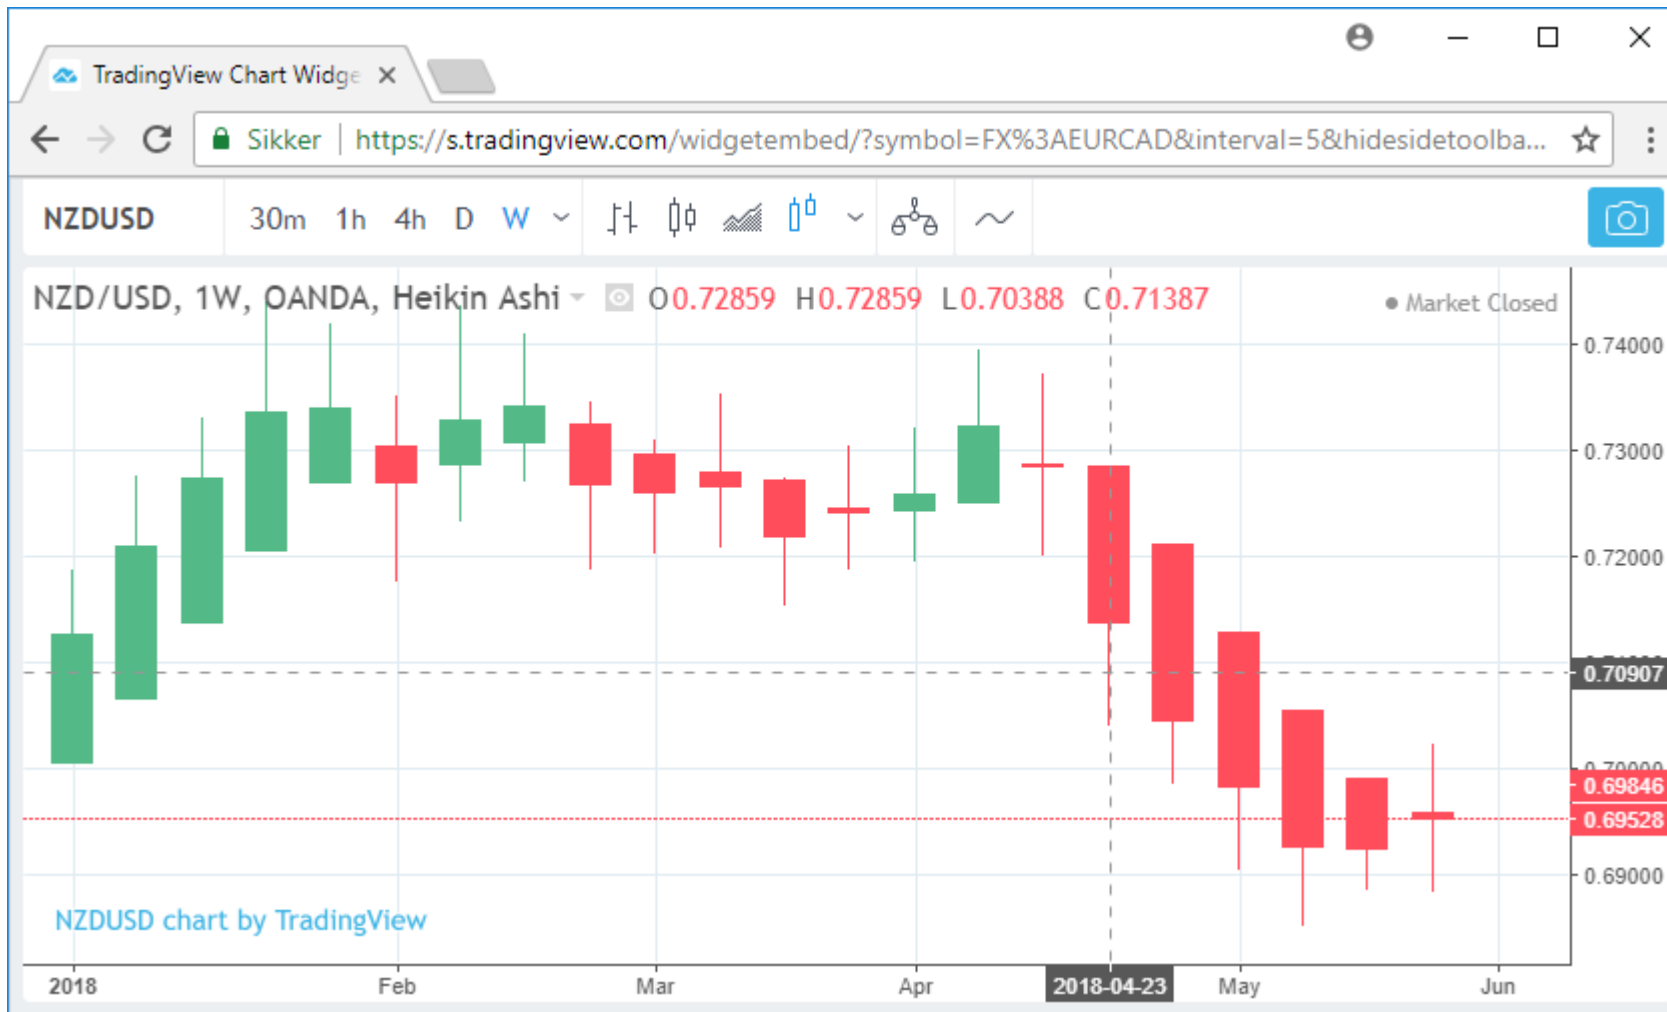 TradingView Chart Widge
Sikker https://s.tradingview.com/widgetembed/?symbol=FX%3AEURCAD&interval=5&hidesidetoolba...
NZDUSD 30m 1h 4h D W
NZD/USD, 1W, OANDA, Heikin Ashi O0.72859 H0.72859 L0.70388 C0.71387
Market Closed
0.74000
0.73000
0.72000
0.70907
0.70000
0.69846
0.69528
0.69000
NZDUSD chart by TradingView
2018 Feb Mar Apr 2018-04-23 May Jun